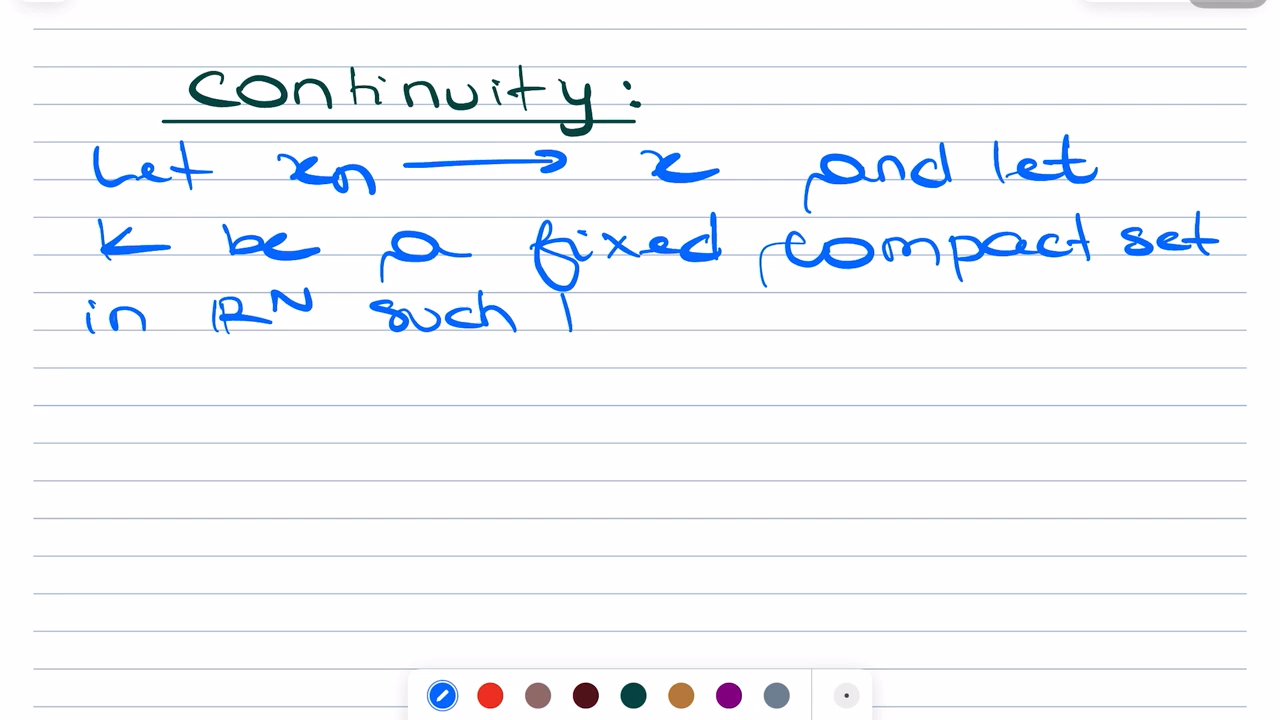 Continuity:
Let xn ⟶ x and let
K be a fixed compact set
in ℝᴺ such